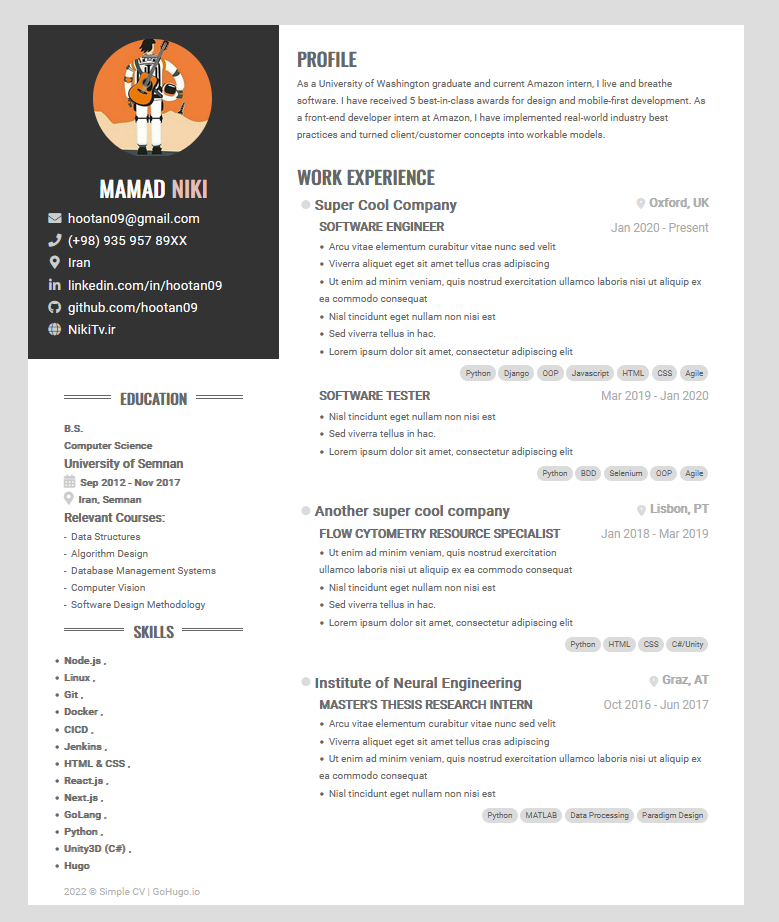 MAMAD NIKI
hootan09@gmail.com
(+98) 935 957 89XX
Iran
linkedin.com/in/hootan09
github.com/hootan09
NikiTv.ir
EDUCATION
B.S.
Computer Science
University of Semnan
Sep 2012 - Nov 2017
Iran, Semnan
Relevant Courses:
- Data Structures
- Algorithm Design
- Database Management Systems
- Computer Vision
- Software Design Methodology
SKILLS
• Node.js ,
• Linux ,
• Git ,
• Docker ,
• CICD ,
• Jenkins ,
• HTML & CSS ,
• React.js ,
• Next.js ,
• GoLang ,
• Python ,
• Unity3D (C#) ,
• Hugo
2022 © Simple CV | GoHugo.io
PROFILE
As a University of Washington graduate and current Amazon intern, I live and breathe
software. I have received 5 best-in-class awards for design and mobile-first development. As
a front-end developer intern at Amazon, I have implemented real-world industry best
practices and turned client/customer concepts into workable models.
WORK EXPERIENCE
Super Cool Company Oxford, UK
SOFTWARE ENGINEER Jan 2020 - Present
• Arcu vitae elementum curabitur vitae nunc sed velit
• Viverra aliquet eget sit amet tellus cras adipiscing
• Ut enim ad minim veniam, quis nostrud exercitation ullamco laboris nisi ut aliquip ex
ea commodo consequat
• Nisl tincidunt eget nullam non nisi est
• Sed viverra tellus in hac.
• Lorem ipsum dolor sit amet, consectetur adipiscing elit
Python Django OOP Javascript HTML CSS Agile
SOFTWARE TESTER Mar 2019 - Jan 2020
• Nisl tincidunt eget nullam non nisi est
• Sed viverra tellus in hac.
• Lorem ipsum dolor sit amet, consectetur adipiscing elit
Python BDD Selenium OOP Agile
Another super cool company Lisbon, PT
FLOW CYTOMETRY RESOURCE SPECIALIST Jan 2018 - Mar 2019
• Ut enim ad minim veniam, quis nostrud exercitation
ullamco laboris nisi ut aliquip ex ea commodo consequat
• Nisl tincidunt eget nullam non nisi est
• Sed viverra tellus in hac.
• Lorem ipsum dolor sit amet, consectetur adipiscing elit
Python HTML CSS C#/Unity
Institute of Neural Engineering Graz, AT
MASTER'S THESIS RESEARCH INTERN Oct 2016 - Jun 2017
• Arcu vitae elementum curabitur vitae nunc sed velit
• Viverra aliquet eget sit amet tellus cras adipiscing
• Ut enim ad minim veniam, quis nostrud exercitation ullamco laboris nisi ut aliquip ex
ea commodo consequat
• Nisl tincidunt eget nullam non nisi est
Python MATLAB Data Processing Paradigm Design